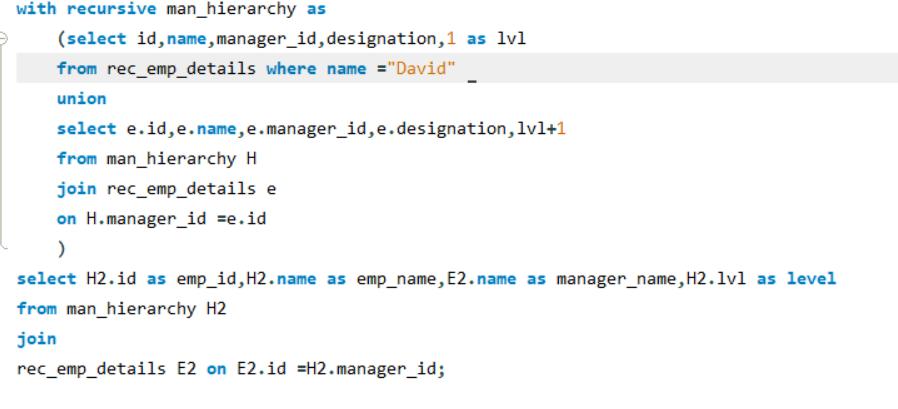 with recursive man_hierarchy as
(select id,name,manager_id,designation,1 as lvl
from rec_emp_details where name ="David"
union
select e.id,e.name,e.manager_id,e.designation,lvl+1
from man_hierarchy H
join rec_emp_details e
on H.manager_id =e.id
)
select H2.id as emp_id,H2.name as emp_name,E2.name as manager_name,H2.lvl as level
from man_hierarchy H2
join
rec_emp_details E2 on E2.id =H2.manager_id;